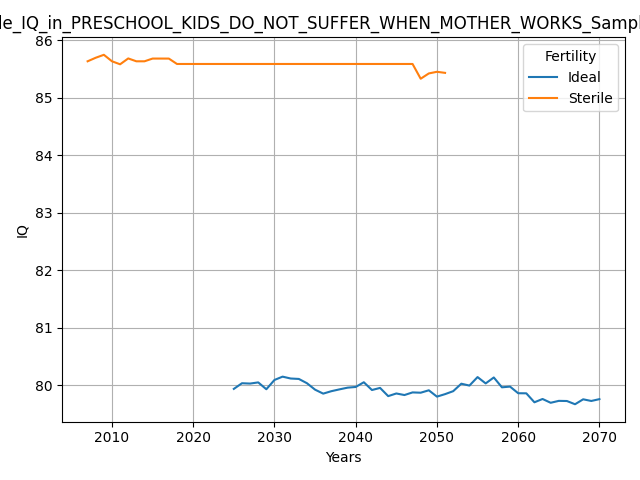 le_IQ_in_PRESCHOOL_KIDS_DO_NOT_SUFFER_WHEN_MOTHER_WORKS_Sampl
86
85
84
83
82
81
80
IQ
2010 2020 2030 2040 2050 2060 2070
Years
Fertility
Ideal
Sterile